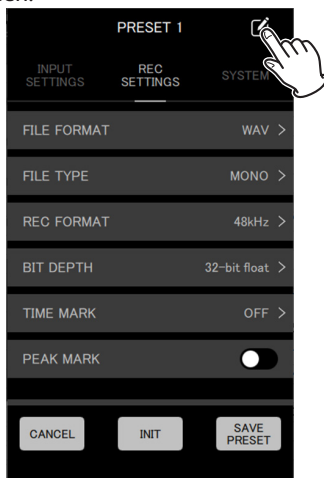 PRESET 1
INPUT
SETTINGS
REC
SETTINGS
SYSTEM
FILE FORMAT WAV >
FILE TYPE MONO >
REC FORMAT 48kHz >
BIT DEPTH 32-bit float >
TIME MARK OFF >
PEAK MARK
CANCEL
INIT
SAVE
PRESET